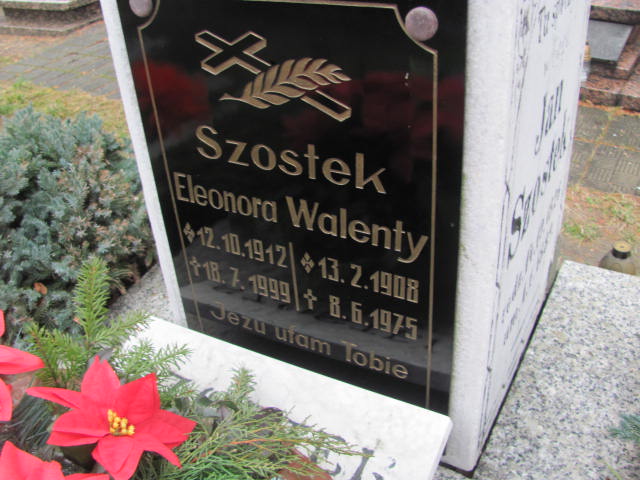 Szostek
Eleonora Walenty
12.10.1912 13.2.1908
18.7.1999 8.6.1975
Jezu ufam Tobie
Jan
Szostek